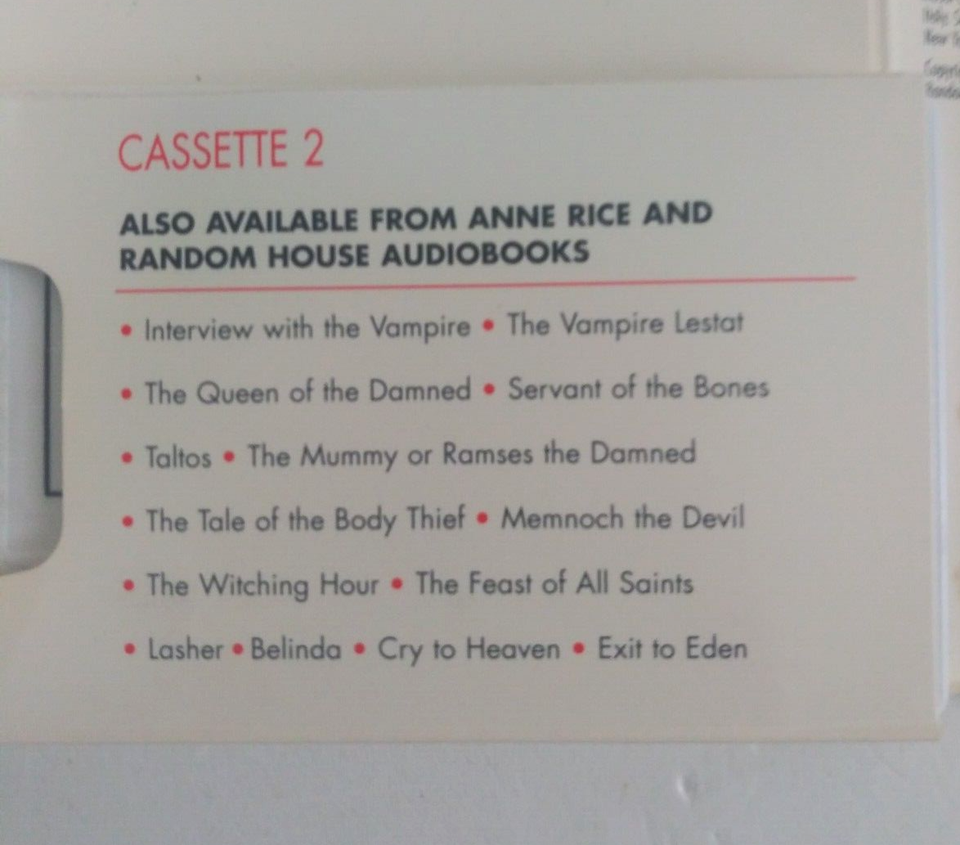 CASSETTE 2
ALSO AVAILABLE FROM ANNE RICE AND
RANDOM HOUSE AUDIOBOOKS
• Interview with the Vampire • The Vampire Lestat
• The Queen of the Damned • Servant of the Bones
• Taltos • The Mummy or Ramses the Damned
• The Tale of the Body Thief • Memnoch the Devil
• The Witching Hour • The Feast of All Saints
• Lasher • Belinda • Cry to Heaven • Exit to Eden